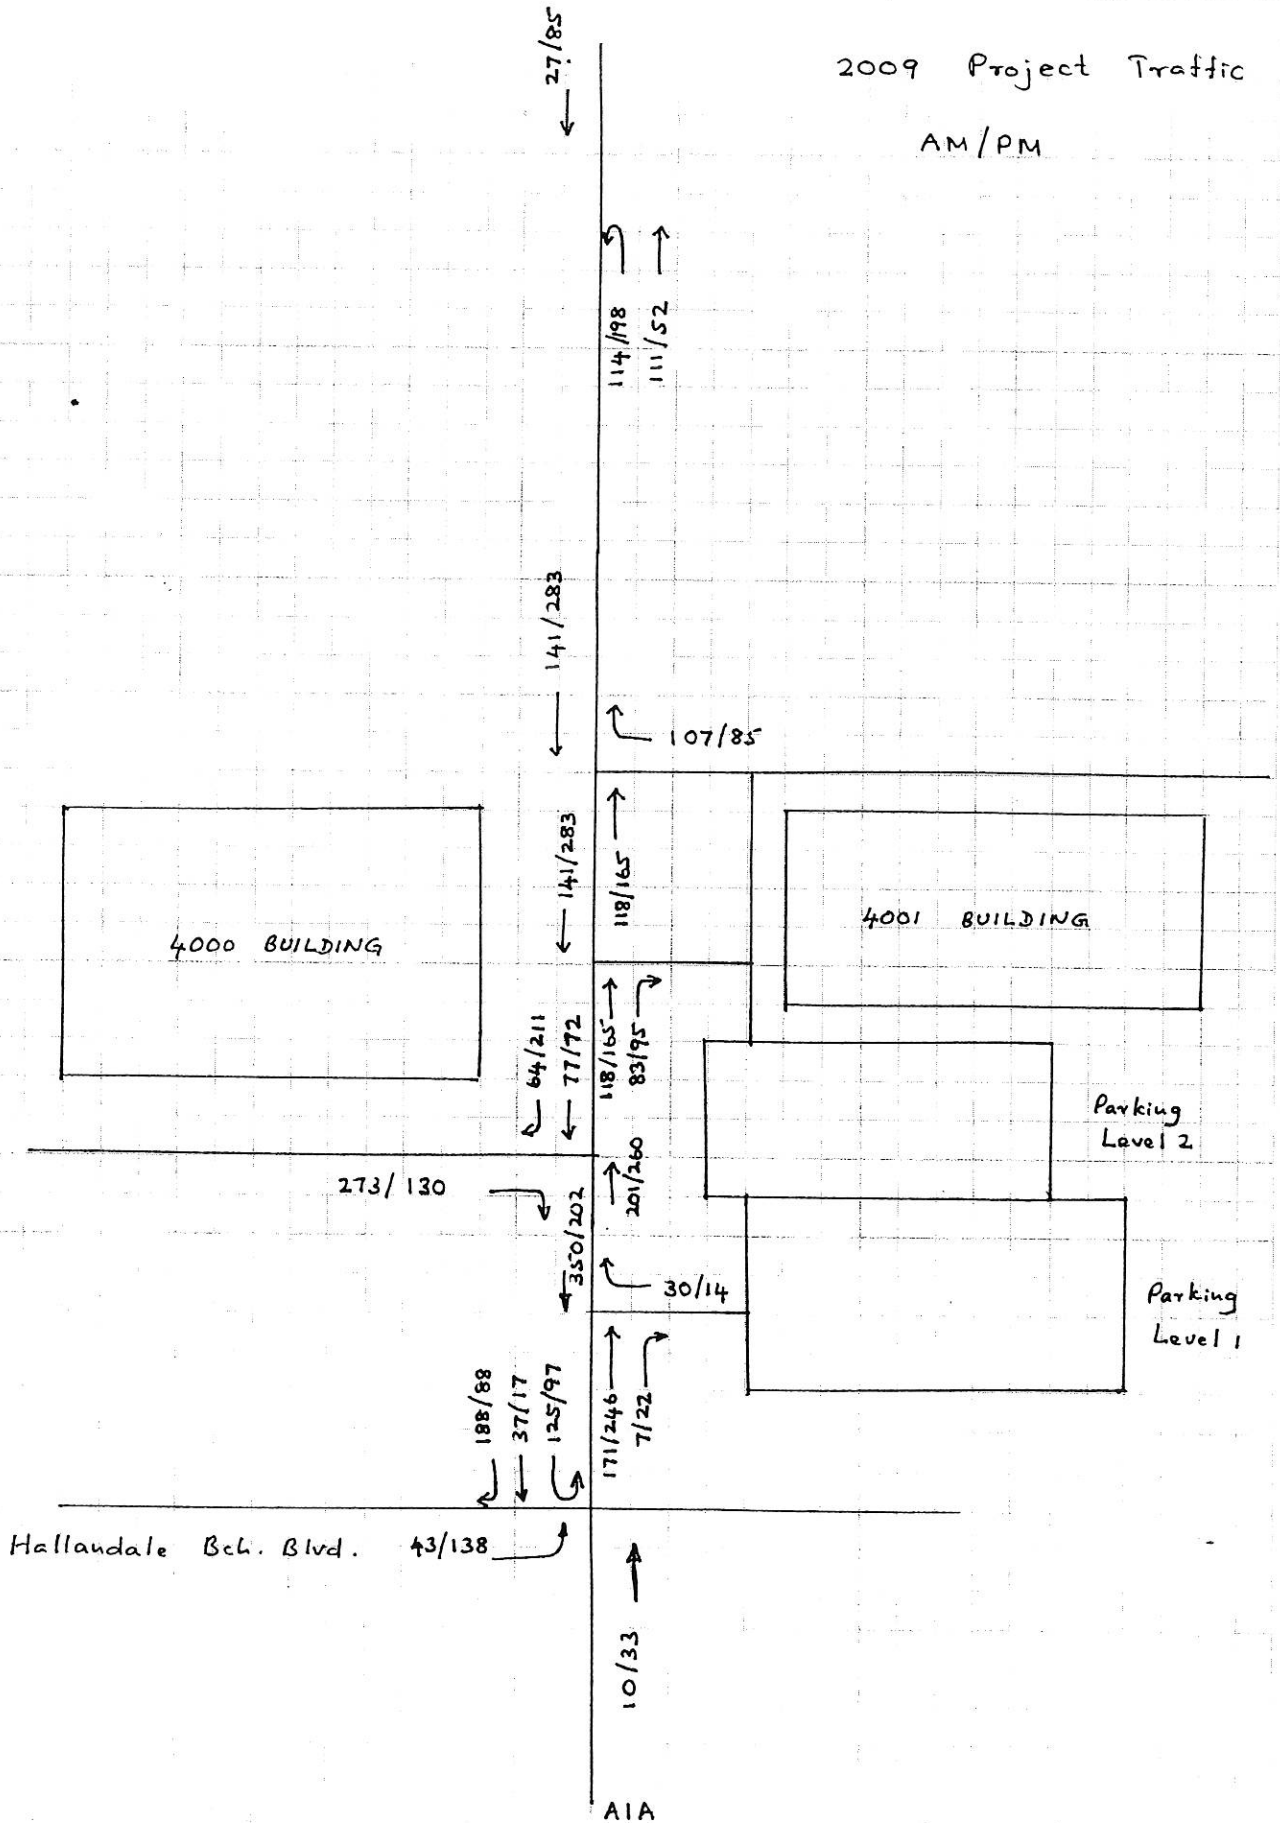 2009 Project Traffic
AM/PM
27/85
114/198
111/52
141/283
107/85
141/283
118/165
4000 BUILDING
4001 BUILDING
64/211
77/72
118/165
83/95
Parking
Level 2
273/130
350/202
201/260
30/14
Parking
Level 1
188/88
37/17
125/97
171/246
7/22
Hallandale Bch. Blvd.
43/138
10/33
A1A